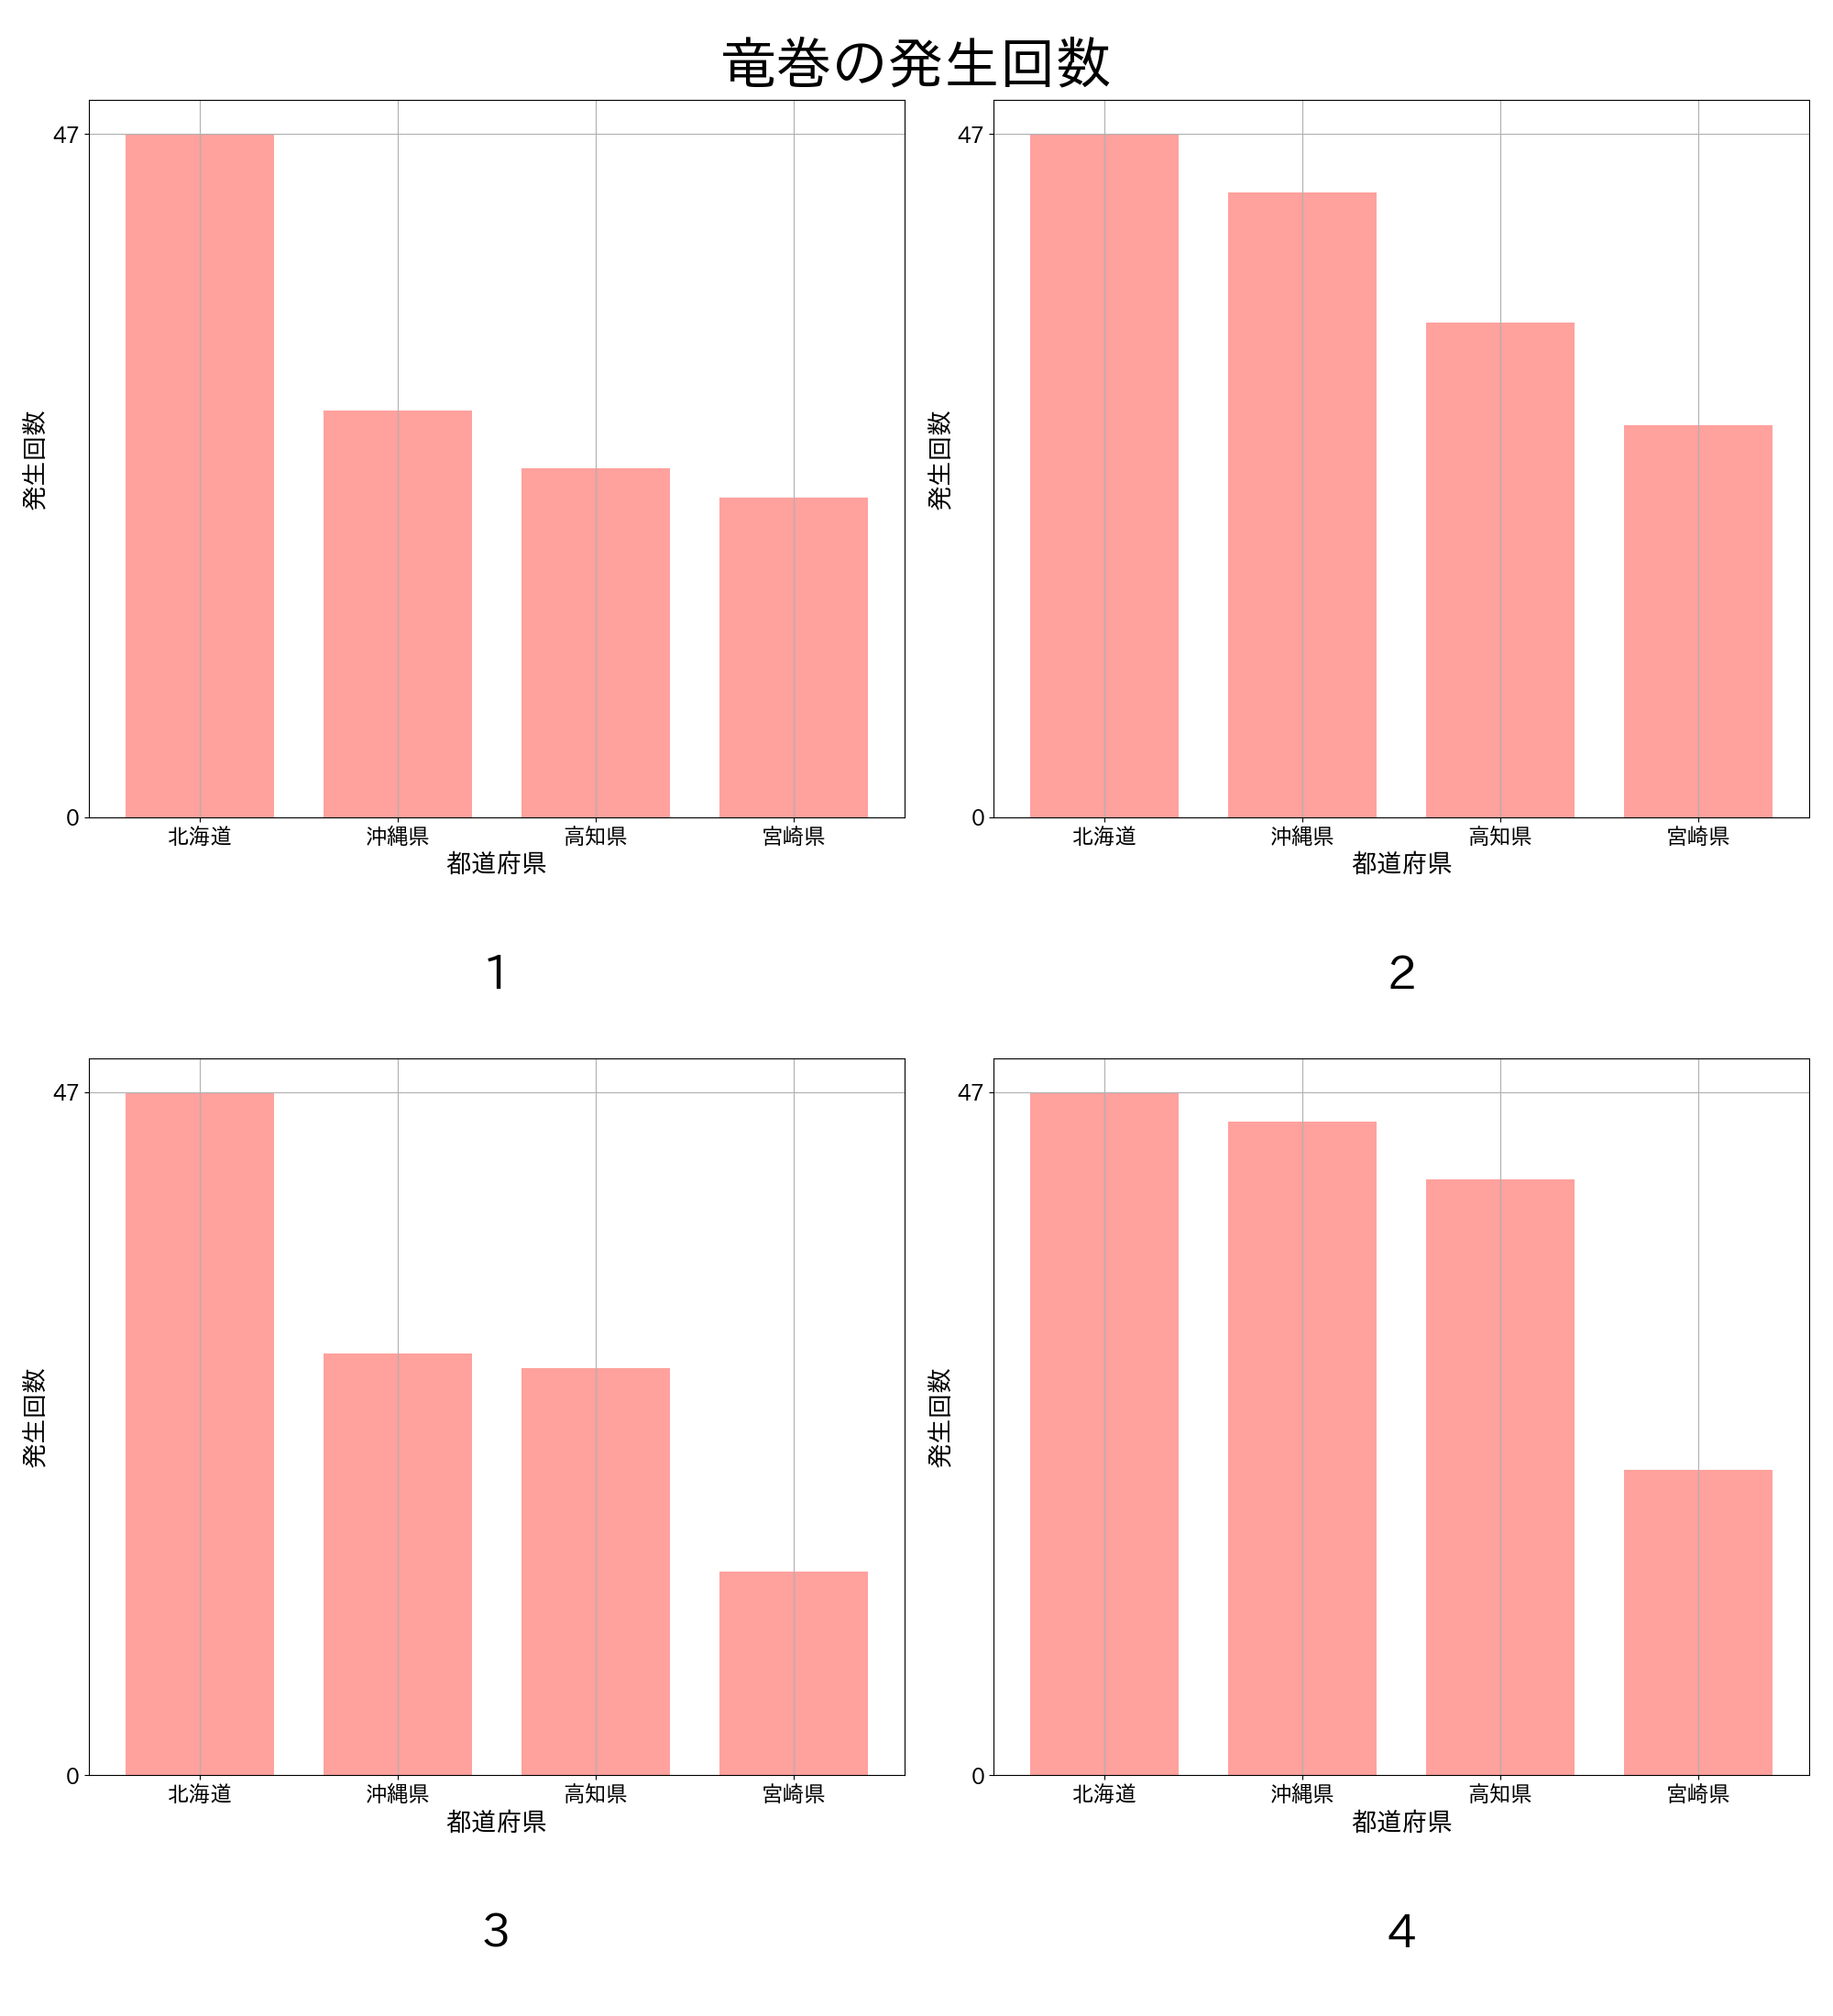 竜巻の発生回数
47
0
発生回数
北海道 沖縄県 高知県 宮崎県
都道府県
1
47
0
発生回数
北海道 沖縄県 高知県 宮崎県
都道府県
2
47
0
発生回数
北海道 沖縄県 高知県 宮崎県
都道府県
3
47
0
発生回数
北海道 沖縄県 高知県 宮崎県
都道府県
4